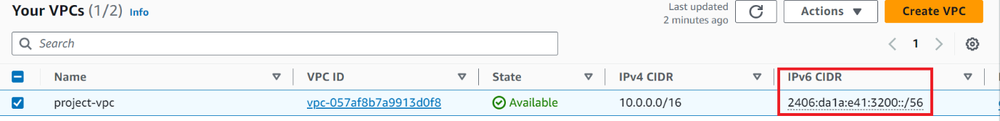 Your VPCs (1/2) Info
Last updated
2 minutes ago
Actions
Create VPC
Search
1
Name VPC ID State IPv4 CIDR IPv6 CIDR
project-vpc vpc-057af8b7a9913d0f8 Available 10.0.0.0/16 2406:da1a:e41:3200::/56